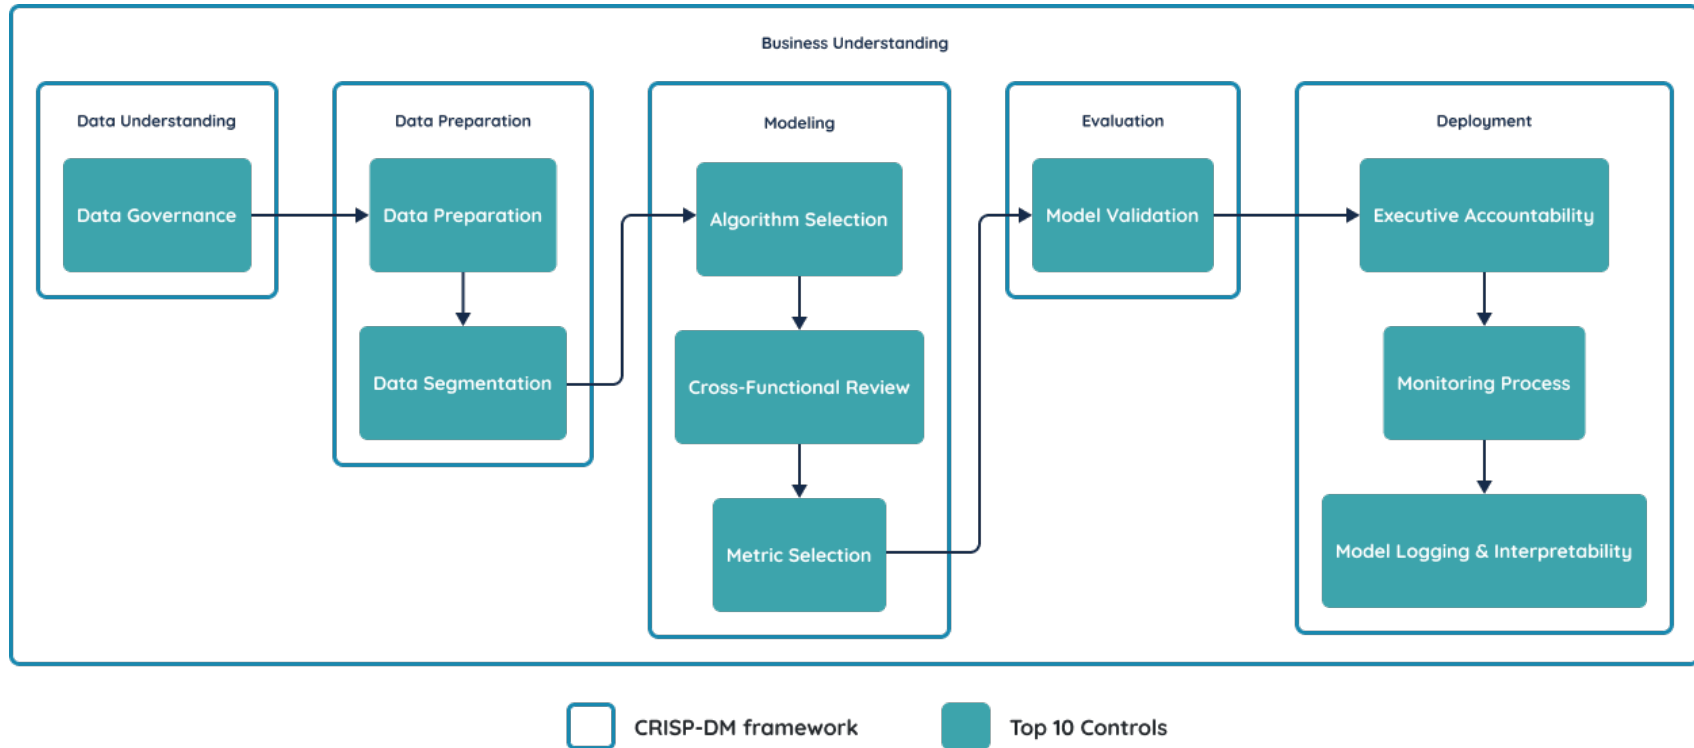 Business Understanding
Data Understanding
Data Governance
Data Preparation
Data Preparation
Data Segmentation
Modeling
Algorithm Selection
Cross-Functional Review
Metric Selection
Evaluation
Model Validation
Deployment
Executive Accountability
Monitoring Process
Model Logging & Interpretability
CRISP-DM framework
Top 10 Controls